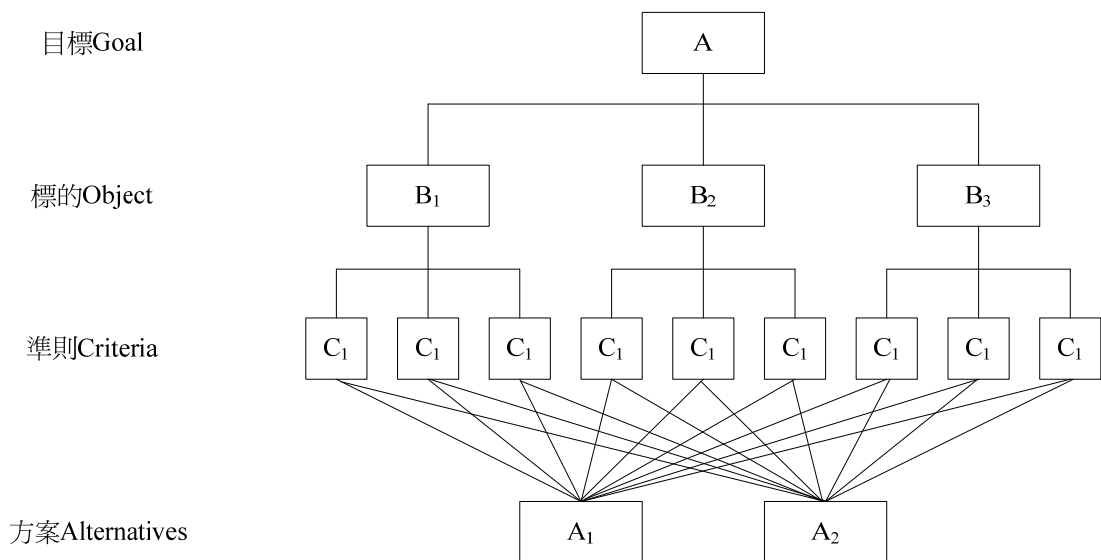 目標Goal
A
標的Object
B₁
B₂
B₃
準則Criteria
C₁
C₁
C₁
C₁
C₁
C₁
C₁
C₁
C₁
方案Alternatives
A₁
A₂